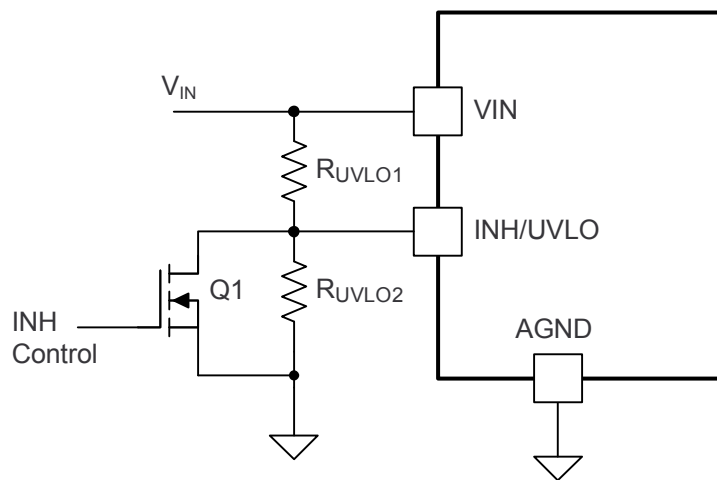 VIN
VIN
RUVLO1
INH/UVLO
Q1
RUVLO2
INH
Control
AGND